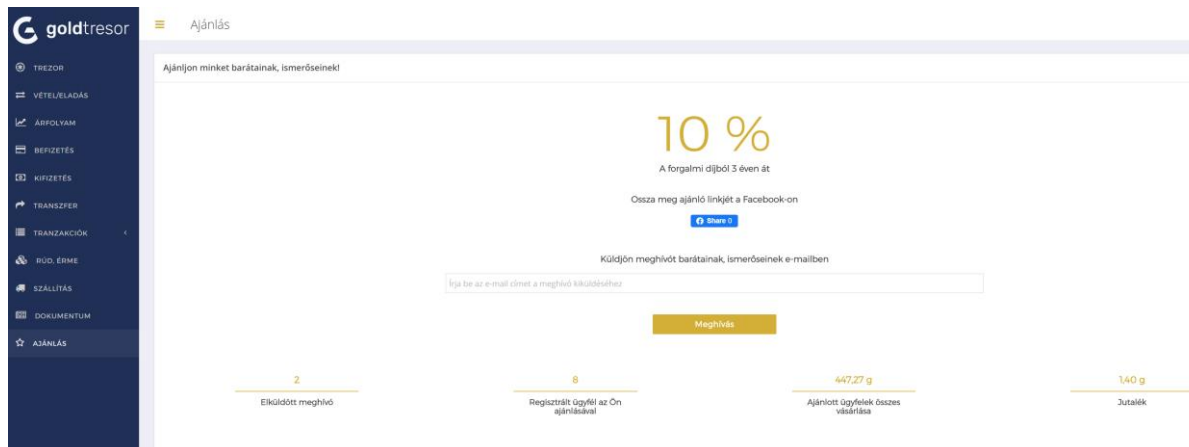 goldtresor
Ajánlás
TREZOR
VÉTEL/ELADÁS
ÁRFOLYAM
BEFIZETÉS
KIFIZETÉS
TRANSZFER
TRANZAKCIÓK
RÚD, ÉRME
SZÁLLÍTÁS
DOKUMENTUM
AJÁNLÁS
Ajánljon minket barátainak, ismerőseinek!
10 %
A forgalmi díjból 3 éven át
Ossza meg ajánló linkjét a Facebook-on
Share 0
Küldjön meghívót barátainak, ismerőseinek e-mailben
Írja be az e-mail címet a meghívó kiküldéséhez
Meghívás
2
Elküldött meghívó
8
Regisztrált ügyfél az Ön
ajánlásával
447,27 g
Ajánlott ügyfelek összes
vásárlása
1,40 g
Jutalék